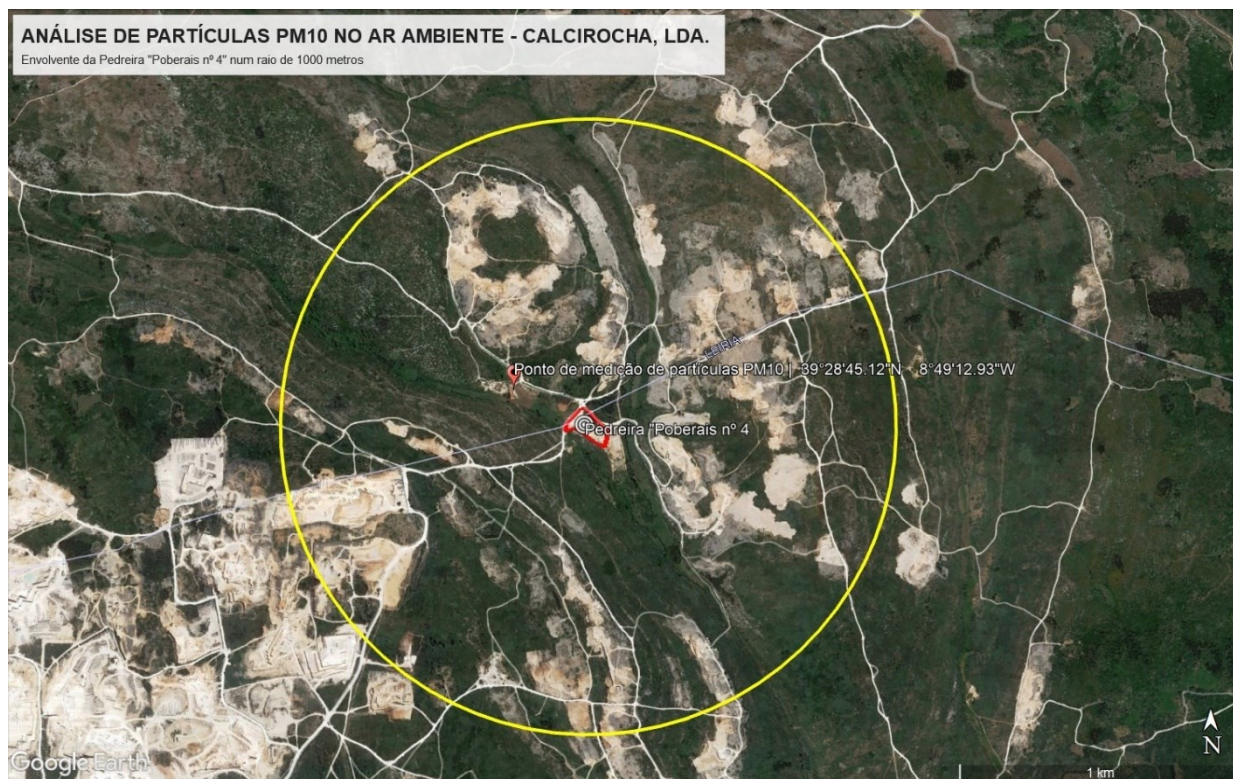 ANÁLISE DE PARTÍCULAS PM10 NO AR AMBIENTE - CALCIROCHA, LDA.
Envolvente da Pedreira "Poberais nº 4" num raio de 1000 metros
LEIRIA
Ponto de medição de partículas PM10 | 39°28'45.12"N 8°49'12.93"W
Pedreira "Poberais nº 4
N
Google Earth
1 km